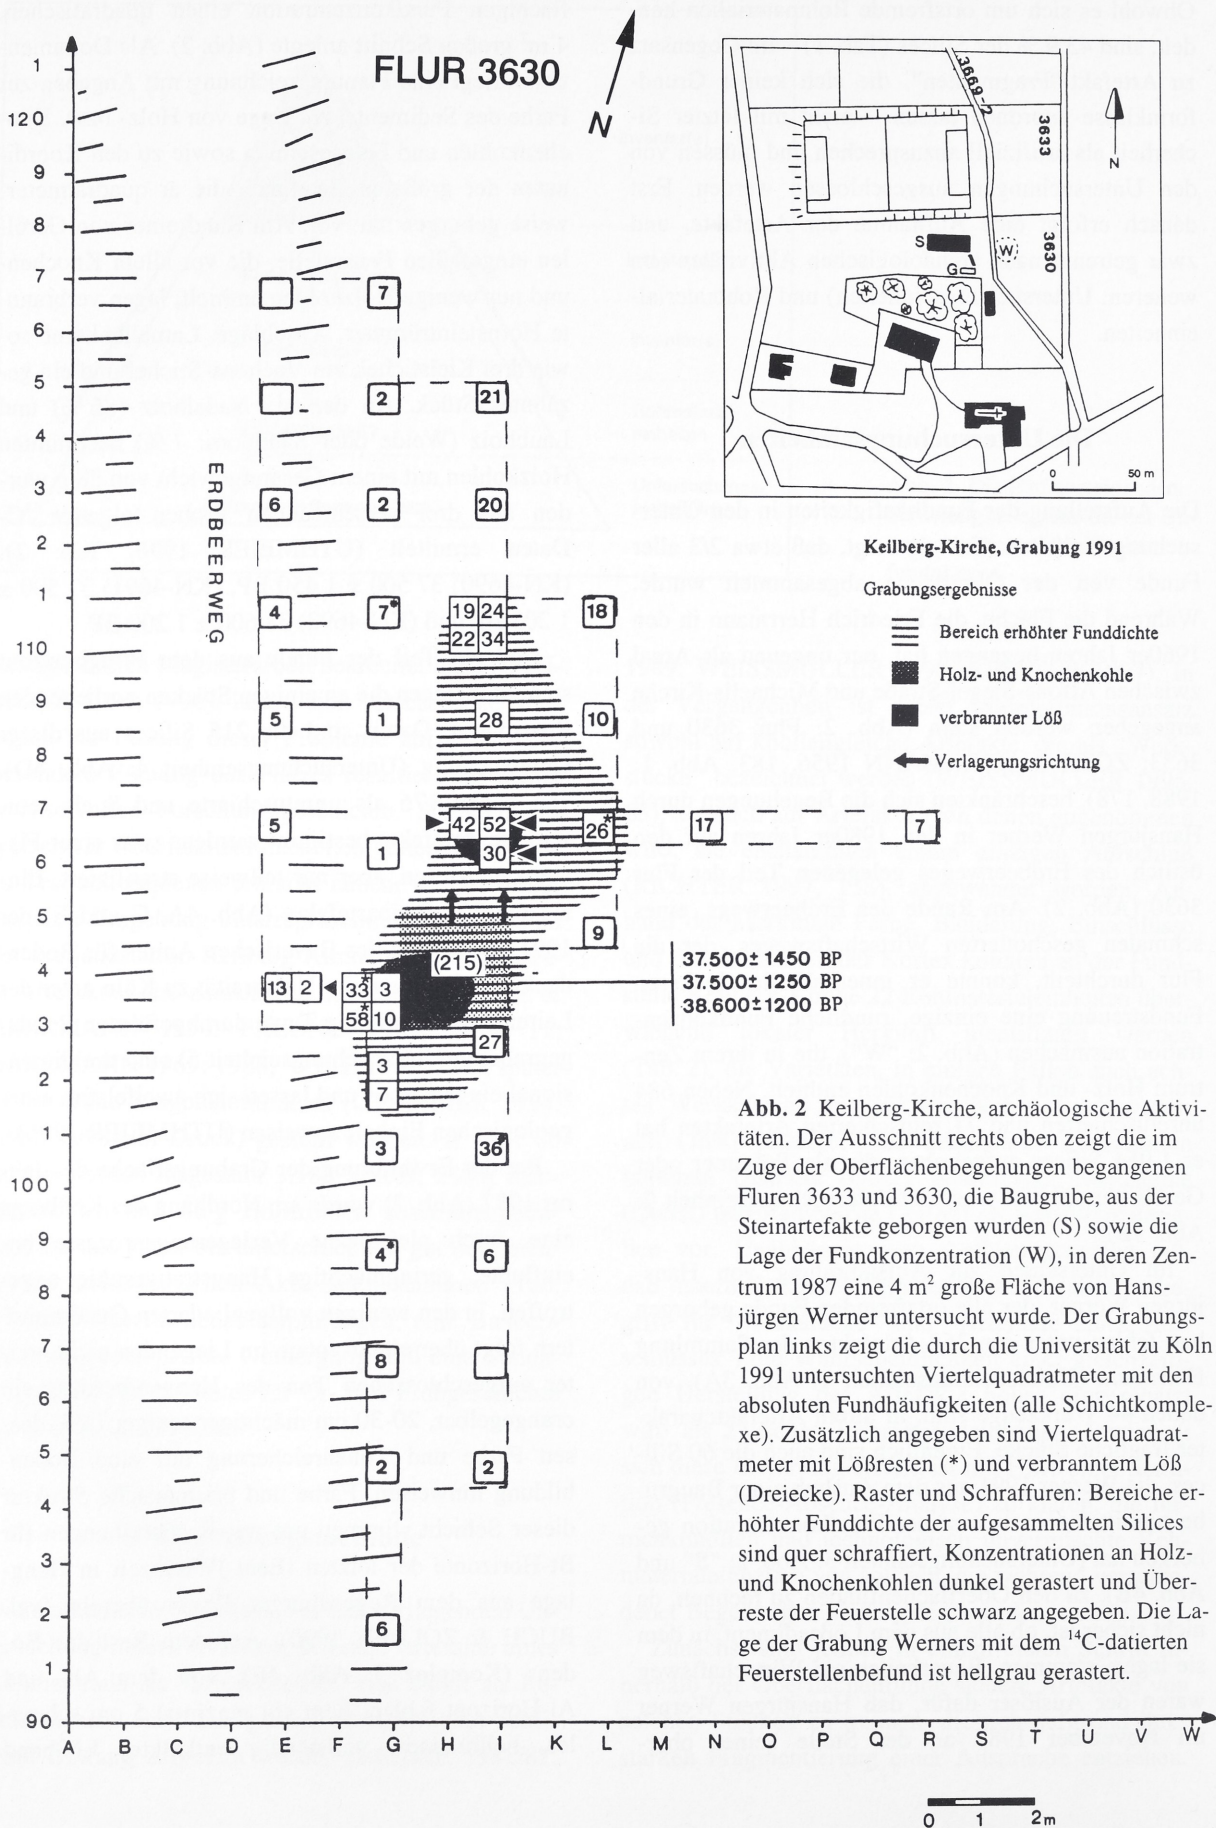 FLUR 3630
N
1
120
9
8
7
6
5
4
3
2
1
110
9
8
7
6
5
4
3
2
1
100
9
8
7
6
5
4
3
2
1
90
A B C D E F G H I K L M N O P Q R S T U V W
ERDBEERWEG
7
2 21
6 2 20
4 7* 19 24 18
22 34
5 1 28 10
5 42 52 26* 17 7
1 30
9
(215)
13 2 33* 3
58* 10
27
3
7
3 36*
4* 6
8
2 2
6
37.500 ± 1450 BP
37.500 ± 1250 BP
38.600 ± 1200 BP
3669-2
3633
N
S
W
3630
G
0 50 m
Keilberg-Kirche, Grabung 1991
Grabungsergebnisse
Bereich erhöhter Funddichte
Holz- und Knochenkohle
verbrannter Löß
Verlagerungsrichtung
Abb. 2 Keilberg-Kirche, archäologische Aktivi-
täten. Der Ausschnitt rechts oben zeigt die im
Zuge der Oberflächenbegehungen begangenen
Fluren 3633 und 3630, die Baugrube, aus der
Steinartefakte geborgen wurden (S) sowie die
Lage der Fundkonzentration (W), in deren Zen-
trum 1987 eine 4 m² große Fläche von Hans-
jürgen Werner untersucht wurde. Der Grabungs-
plan links zeigt die durch die Universität zu Köln
1991 untersuchten Viertelquadratmeter mit den
absoluten Fundhäufigkeiten (alle Schichtkomple-
xe). Zusätzlich angegeben sind Viertelquadrat-
meter mit Lößresten (*) und verbranntem Löß
(Dreiecke). Raster und Schraffuren: Bereiche er-
höhter Funddichte der aufgesammelten Silices
sind quer schraffiert, Konzentrationen an Holz-
und Knochenkohlen dunkel gerastert und Über-
reste der Feuerstelle schwarz angegeben. Die La-
ge der Grabung Werners mit dem ¹⁴C-datierten
Feuerstellenbefund ist hellgrau gerastert.
0 1 2m